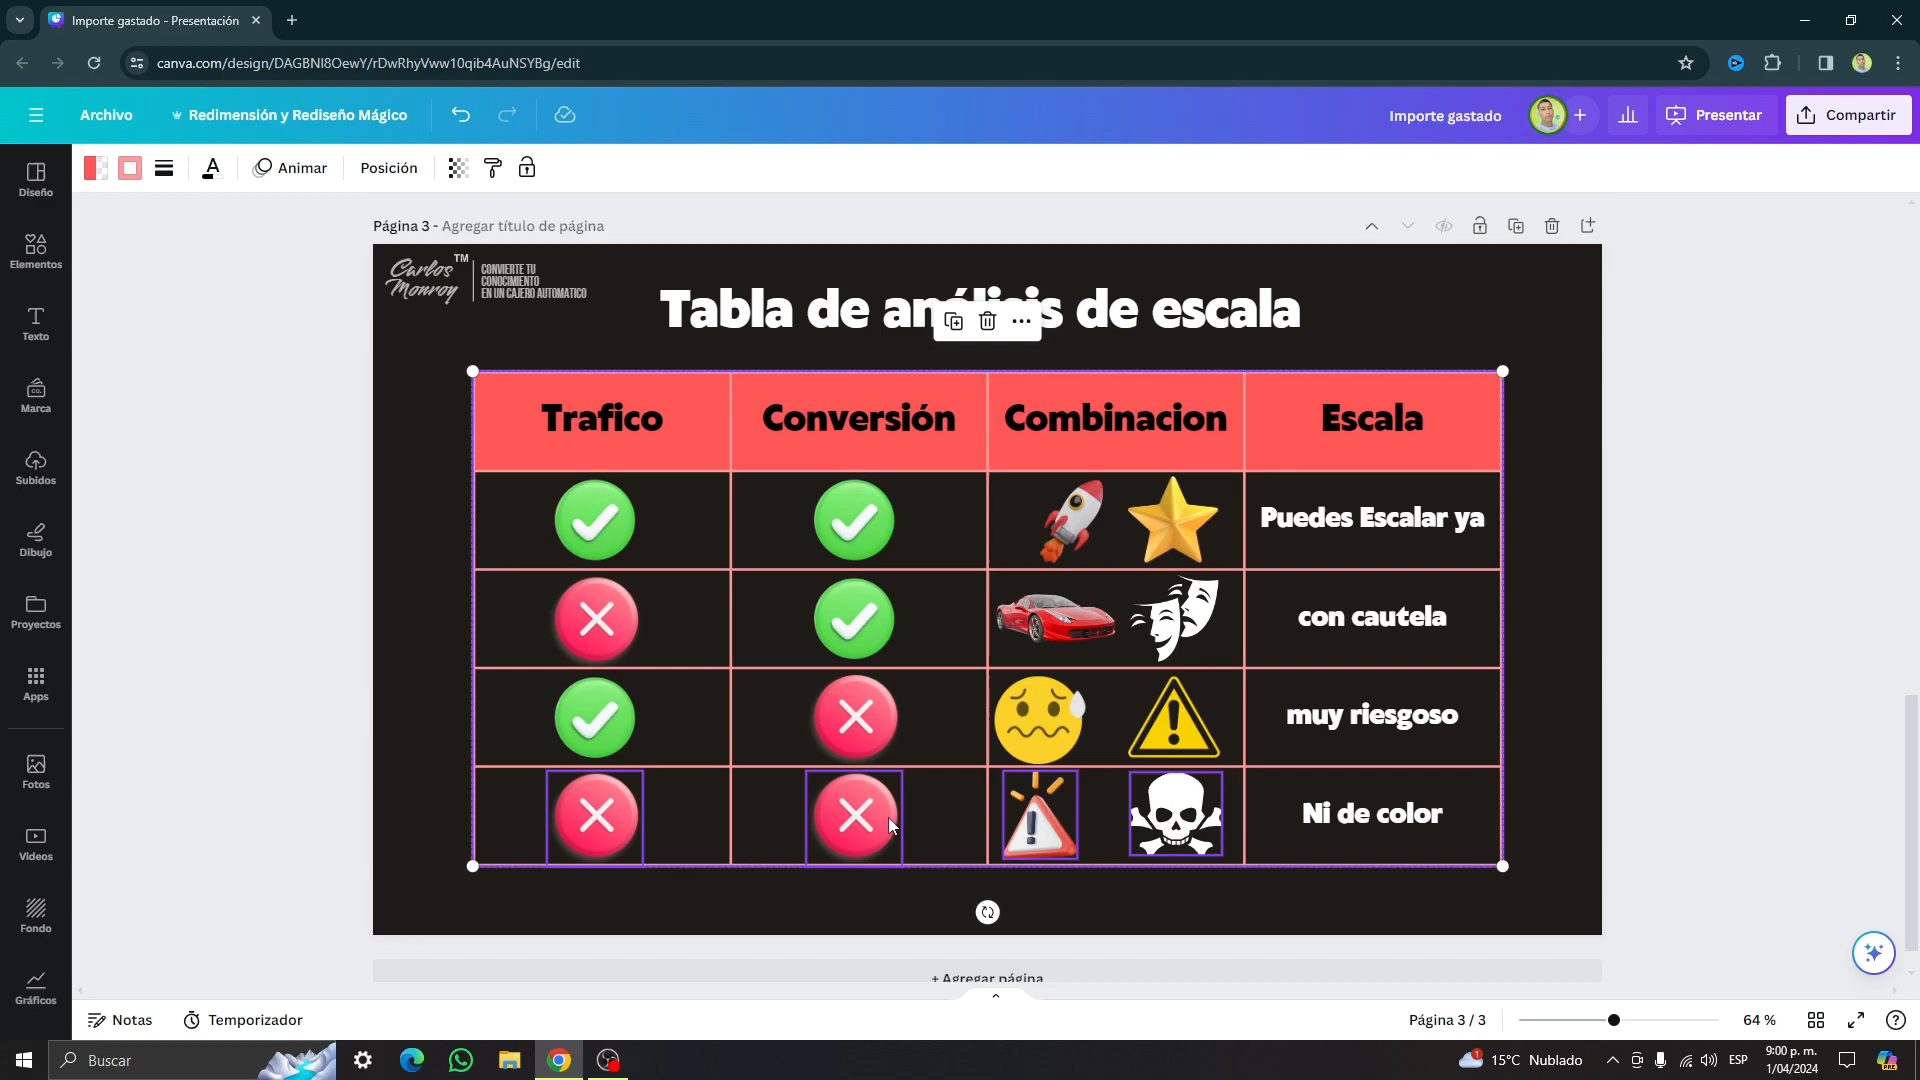 Importe gastado - Presentación
canva.com/design/DAGBNI8OewY/rDwRhyVww10qib4AuNSYBg/edit
Archivo
Redimensión y Rediseño Mágico
Importe gastado
Presentar
Compartir
Animar
Posición
Diseño
Elementos
Texto
Marca
Subidos
Dibujo
Proyectos
Apps
Fotos
Videos
Fondo
Gráficos
Página 3 - Agregar título de página
Carlos Monroy TM
CONVIERTE TU
CONOCIMIENTO
EN UN CAJERO AUTOMATICO
Tabla de análisis de escala
Trafico Conversión Combinacion Escala
Puedes Escalar ya
con cautela
muy riesgoso
Ni de color
+ Agregar página
Notas
Temporizador
Página 3 / 3
64 %
Buscar
1
15°C Nublado
ESP
9:00 p. m.
1/04/2024
PRE